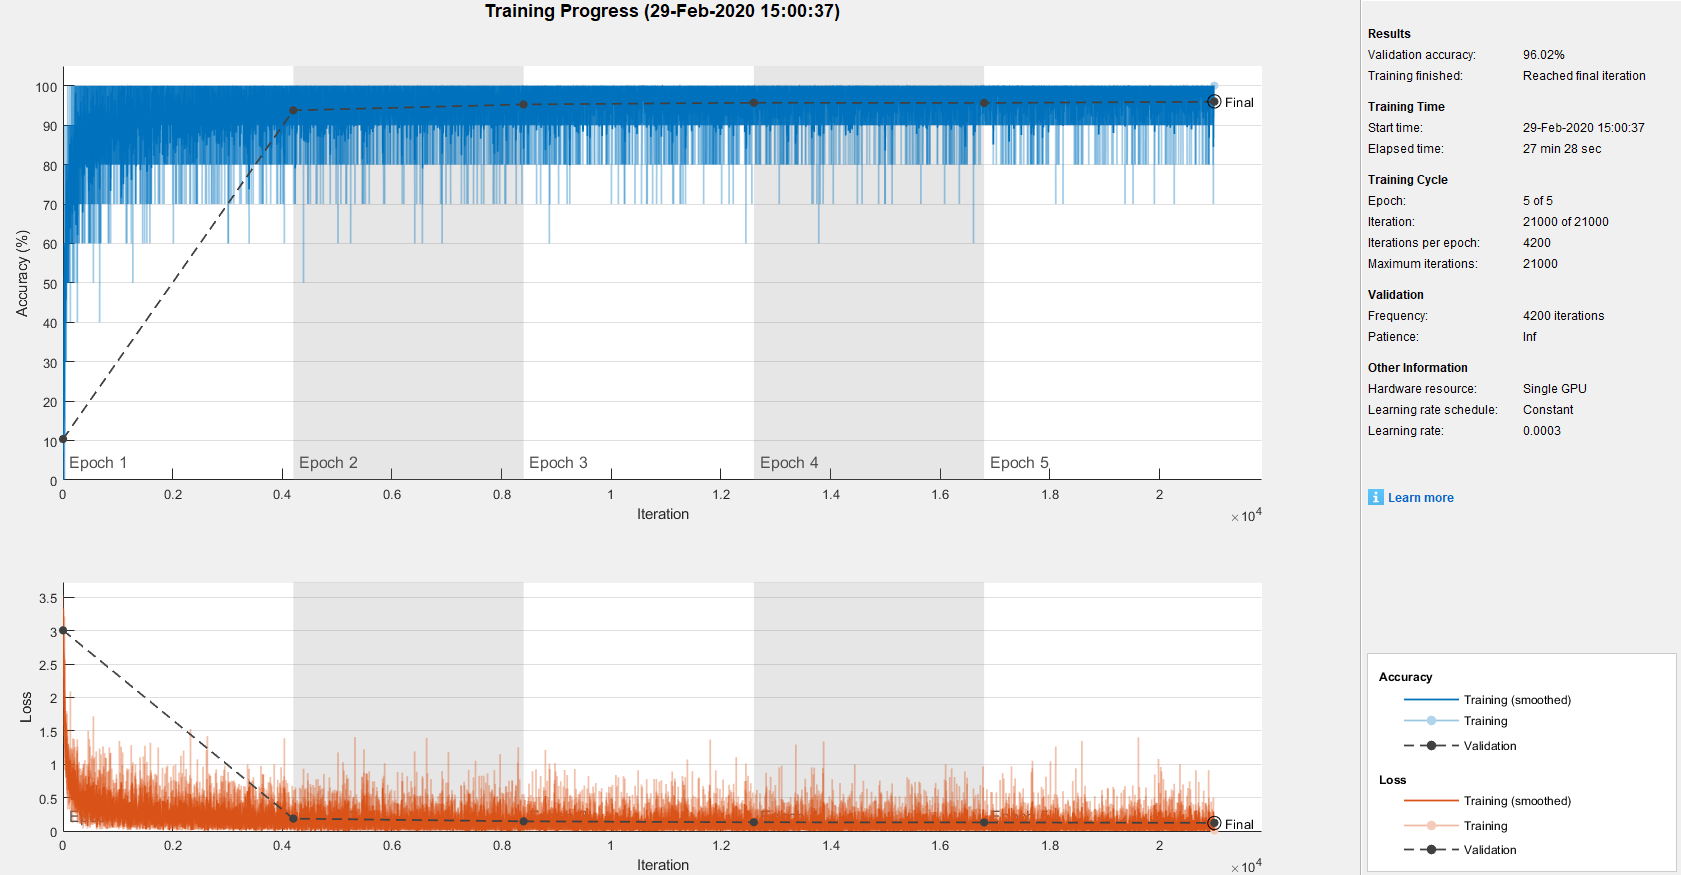 Training Progress (29-Feb-2020 15:00:37)
100
90
80
70
60
50
40
30
20
10
0
Accuracy (%)
Epoch 1
Epoch 2
Epoch 3
Epoch 4
Epoch 5
Final
0
0.2
0.4
0.6
0.8
1
1.2
1.4
1.6
1.8
2
×10^4
Iteration
3.5
3
2.5
2
1.5
1
0.5
0
Loss
Final
0
0.2
0.4
0.6
0.8
1
1.2
1.4
1.6
1.8
2
×10^4
Iteration
Results
Validation accuracy: 96.02%
Training finished: Reached final iteration
Training Time
Start time: 29-Feb-2020 15:00:37
Elapsed time: 27 min 28 sec
Training Cycle
Epoch: 5 of 5
Iteration: 21000 of 21000
Iterations per epoch: 4200
Maximum iterations: 21000
Validation
Frequency: 4200 iterations
Patience: Inf
Other Information
Hardware resource: Single GPU
Learning rate schedule: Constant
Learning rate: 0.0003
i Learn more
Accuracy
Training (smoothed)
Training
Validation
Loss
Training (smoothed)
Training
Validation